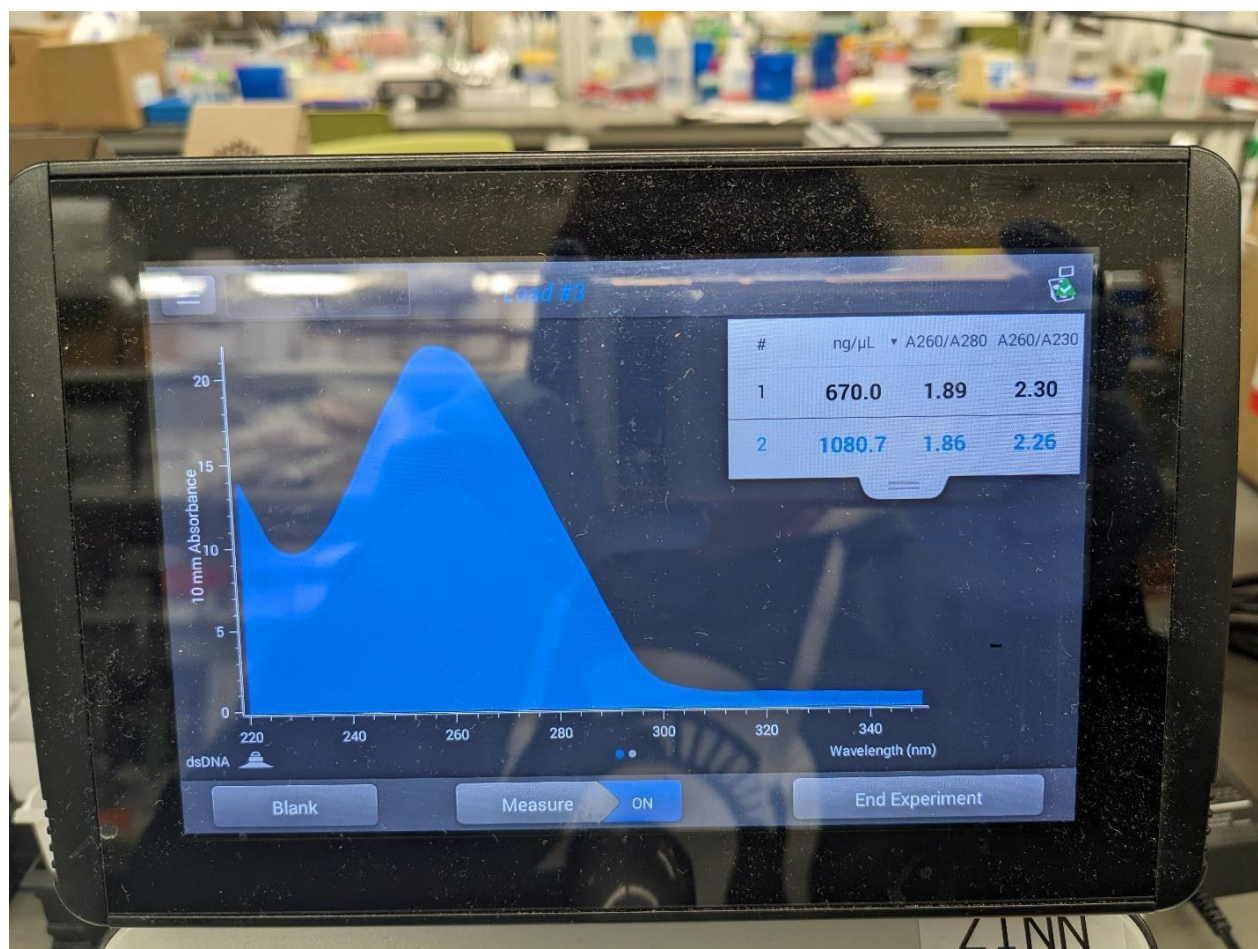 Load #3
# ng/µL ▼ A260/A280 A260/A230
1 670.0 1.89 2.30
2 1080.7 1.86 2.26
20
15
10
5
0
10 mm Absorbance
220 240 260 280 300 320 340
Wavelength (nm)
dsDNA
Blank
Measure ON
End Experiment
ZINN